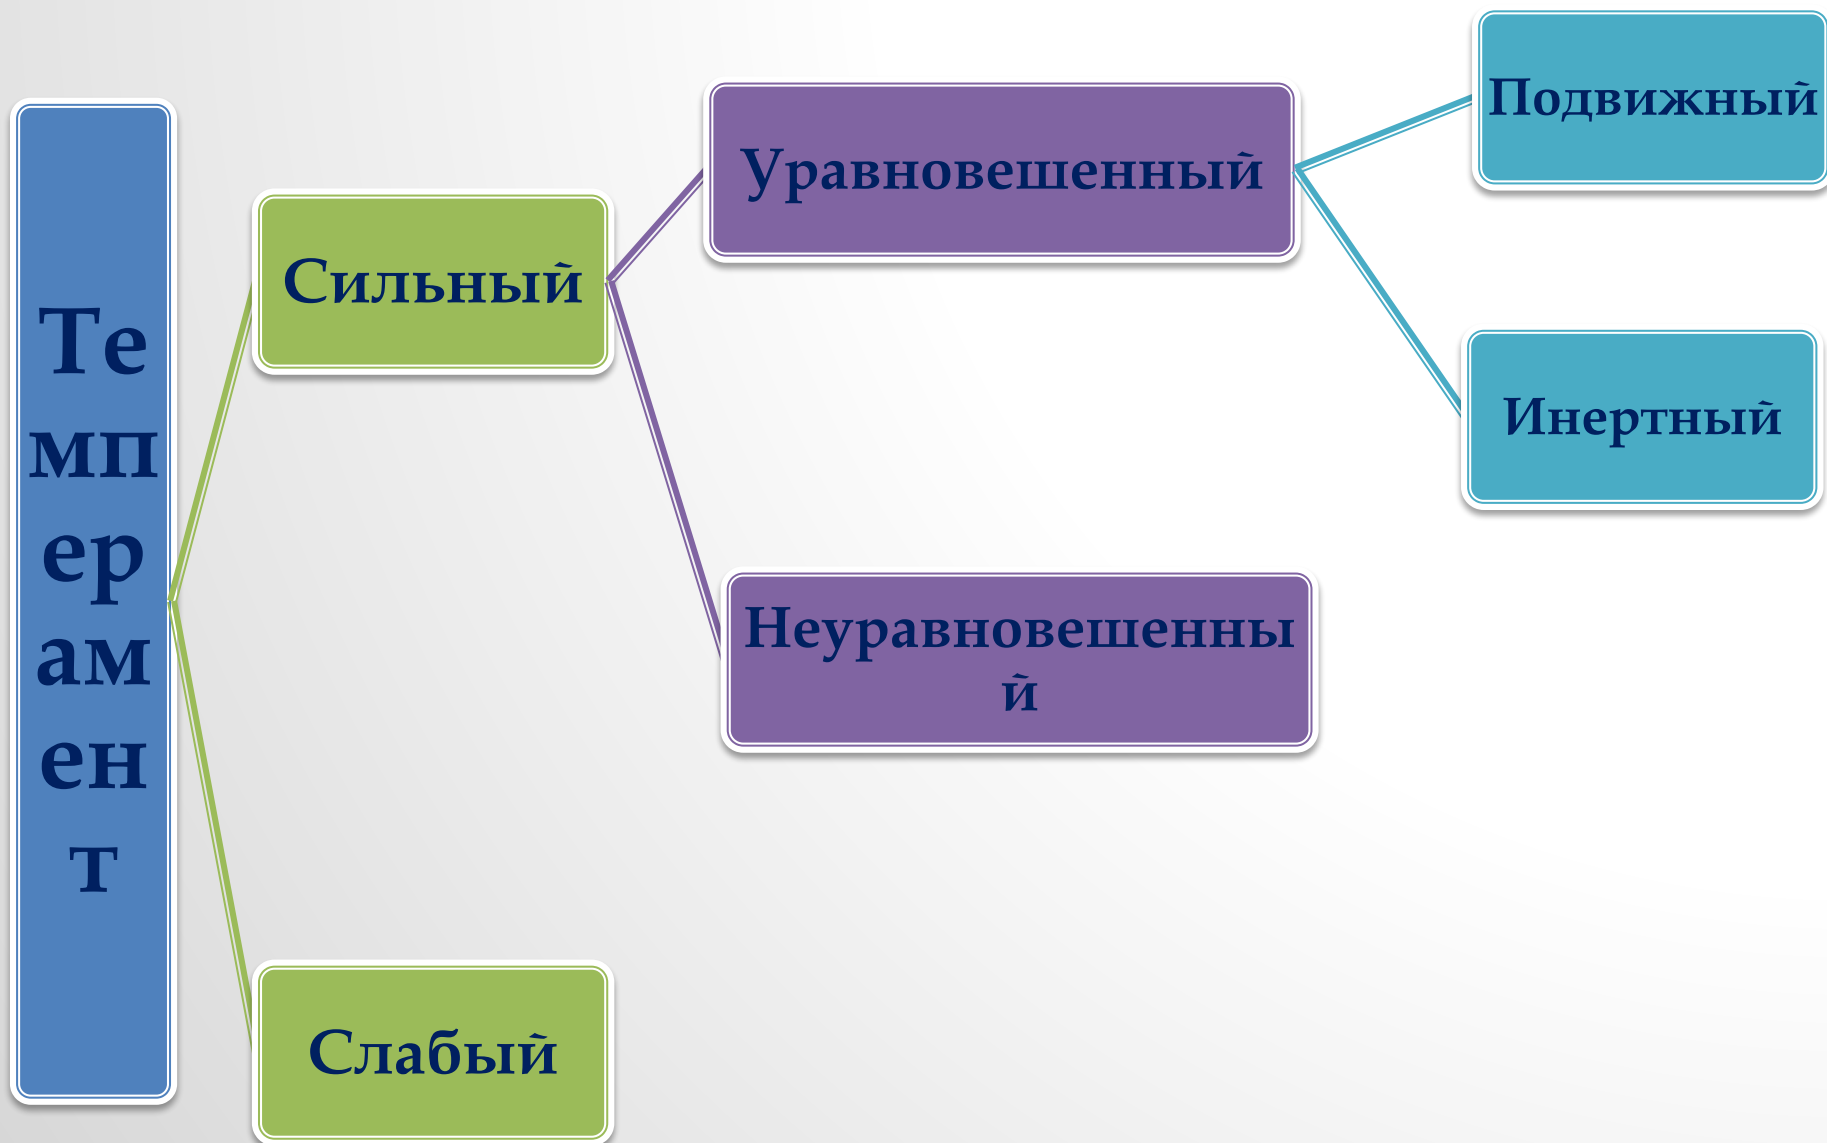 Те
мп
ер
ам
ен
т
Сильный
Слабый
Уравновешенный
Неуравновешенны
й
Подвижный
Инертный